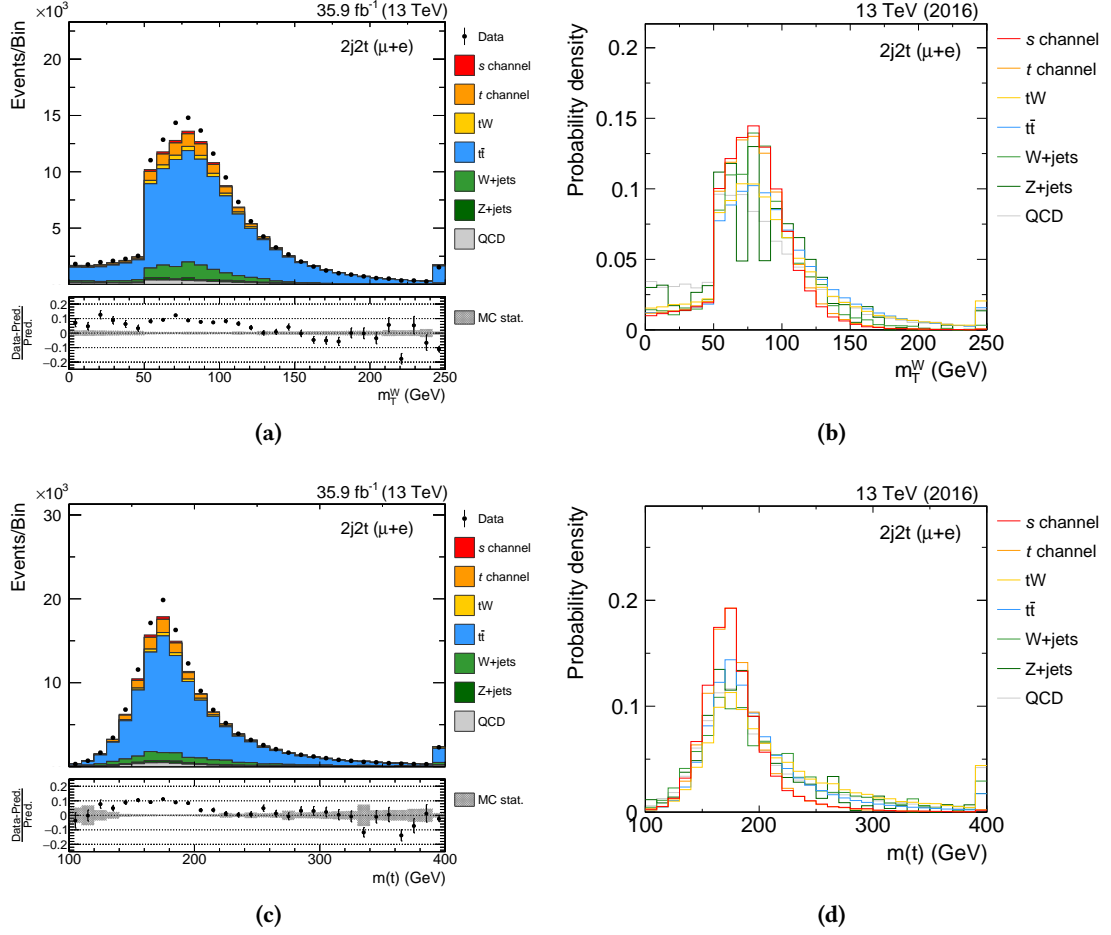 ×10³
35.9 fb⁻¹ (13 TeV)
Events/Bin
21
18
15
12
9
6
3
2j2t (μ+e)
Data
s channel
t channel
tW
tt̄
W+jets
Z+jets
QCD
Data-Pred.
Pred.
0.2
0.1
0
−0.1
−0.2
MC stat.
0 50 100 150 200 250
m_T^W (GeV)
(a)
13 TeV (2016)
Probability density
0.2
0.15
0.1
0.05
0
2j2t (μ+e)
s channel
t channel
tW
tt̄
W+jets
Z+jets
QCD
0 50 100 150 200 250
m_T^W (GeV)
(b)
×10³
35.9 fb⁻¹ (13 TeV)
Events/Bin
30
20
10
2j2t (μ+e)
Data
s channel
t channel
tW
tt̄
W+jets
Z+jets
QCD
Data-Pred.
Pred.
0.2
0.1
0
−0.1
−0.2
MC stat.
100 200 300 400
m(t) (GeV)
(c)
13 TeV (2016)
Probability density
0.2
0.1
0
2j2t (μ+e)
s channel
t channel
tW
tt̄
W+jets
Z+jets
QCD
100 200 300 400
m(t) (GeV)
(d)